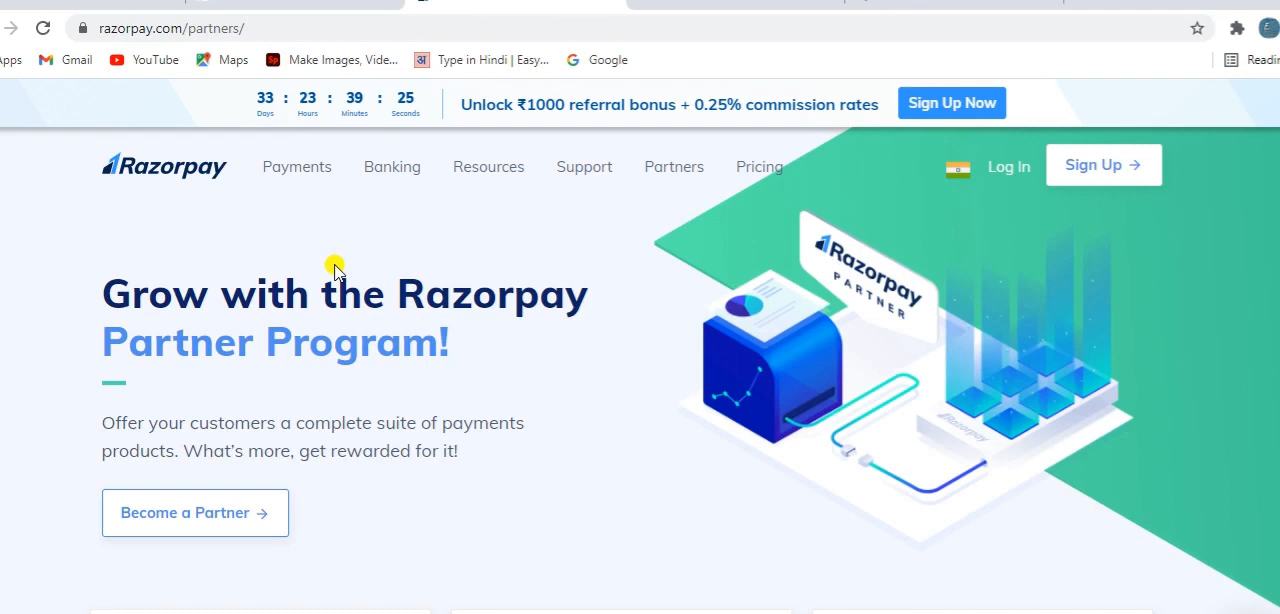 razorpay.com/partners/
Gmail
YouTube
Maps
Make Images, Vide...
अ
Type in Hindi | Easy...
Google
33 : 23 : 39 : 25
Days Hours Minutes Seconds
Unlock ₹1000 referral bonus + 0.25% commission rates
Sign Up Now
Razorpay
Payments
Banking
Resources
Support
Partners
Pricing
Log In
Sign Up →
Razorpay
PARTNER
Grow with the Razorpay
Partner Program!
Offer your customers a complete suite of payments
products. What's more, get rewarded for it!
Razorpay
Become a Partner →